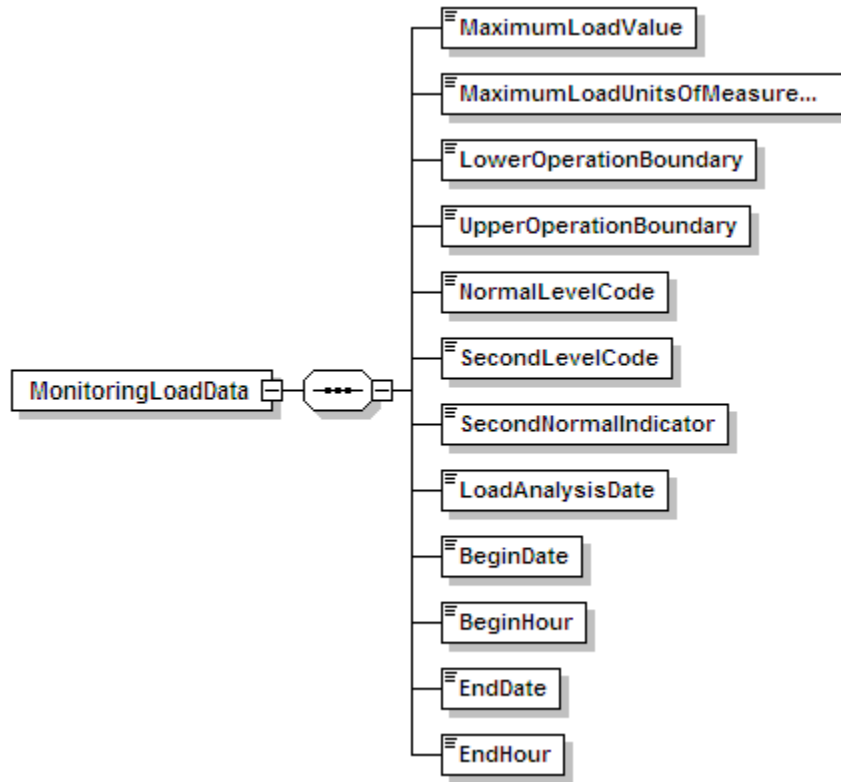 MaximumLoadValue
MaximumLoadUnitsOfMeasure...
LowerOperationBoundary
UpperOperationBoundary
NormalLevelCode
SecondLevelCode
MonitoringLoadData
SecondNormalIndicator
LoadAnalysisDate
BeginDate
BeginHour
EndDate
EndHour